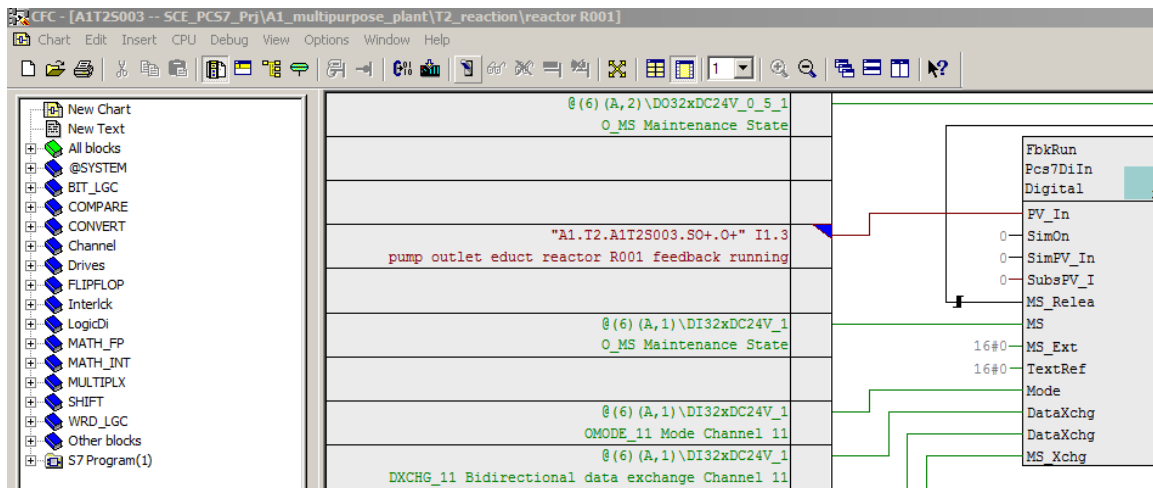 CFC - [A1T2S003 -- SCE_PCS7_Prj\A1_multipurpose_plant\T2_reaction\reactor R001]
Chart Edit Insert CPU Debug View Options Window Help
1
New Chart
New Text
All blocks
@SYSTEM
BIT_LGC
COMPARE
CONVERT
Channel
Drives
FLIPFLOP
Interlck
LogicDi
MATH_FP
MATH_INT
MULTIPLX
SHIFT
WRD_LGC
Other blocks
S7 Program(1)
@(6)(A,2)\DO32xDC24V_0_5_1
O_MS Maintenance State
"A1.T2.A1T2S003.SO+.O+" I1.3
pump outlet educt reactor R001 feedback running
@(6)(A,1)\DI32xDC24V_1
O_MS Maintenance State
@(6)(A,1)\DI32xDC24V_1
OMODE_11 Mode Channel 11
@(6)(A,1)\DI32xDC24V_1
DXCHG_11 Bidirectional data exchange Channel 11
FbkRun
Pcs7DiIn
Digital
PV_In
0 SimOn
0 SimPV_In
0 SubsPV_I
MS_Relea
MS
16#0 MS_Ext
16#0 TextRef
Mode
DataXchg
DataXchg
MS_Xchg